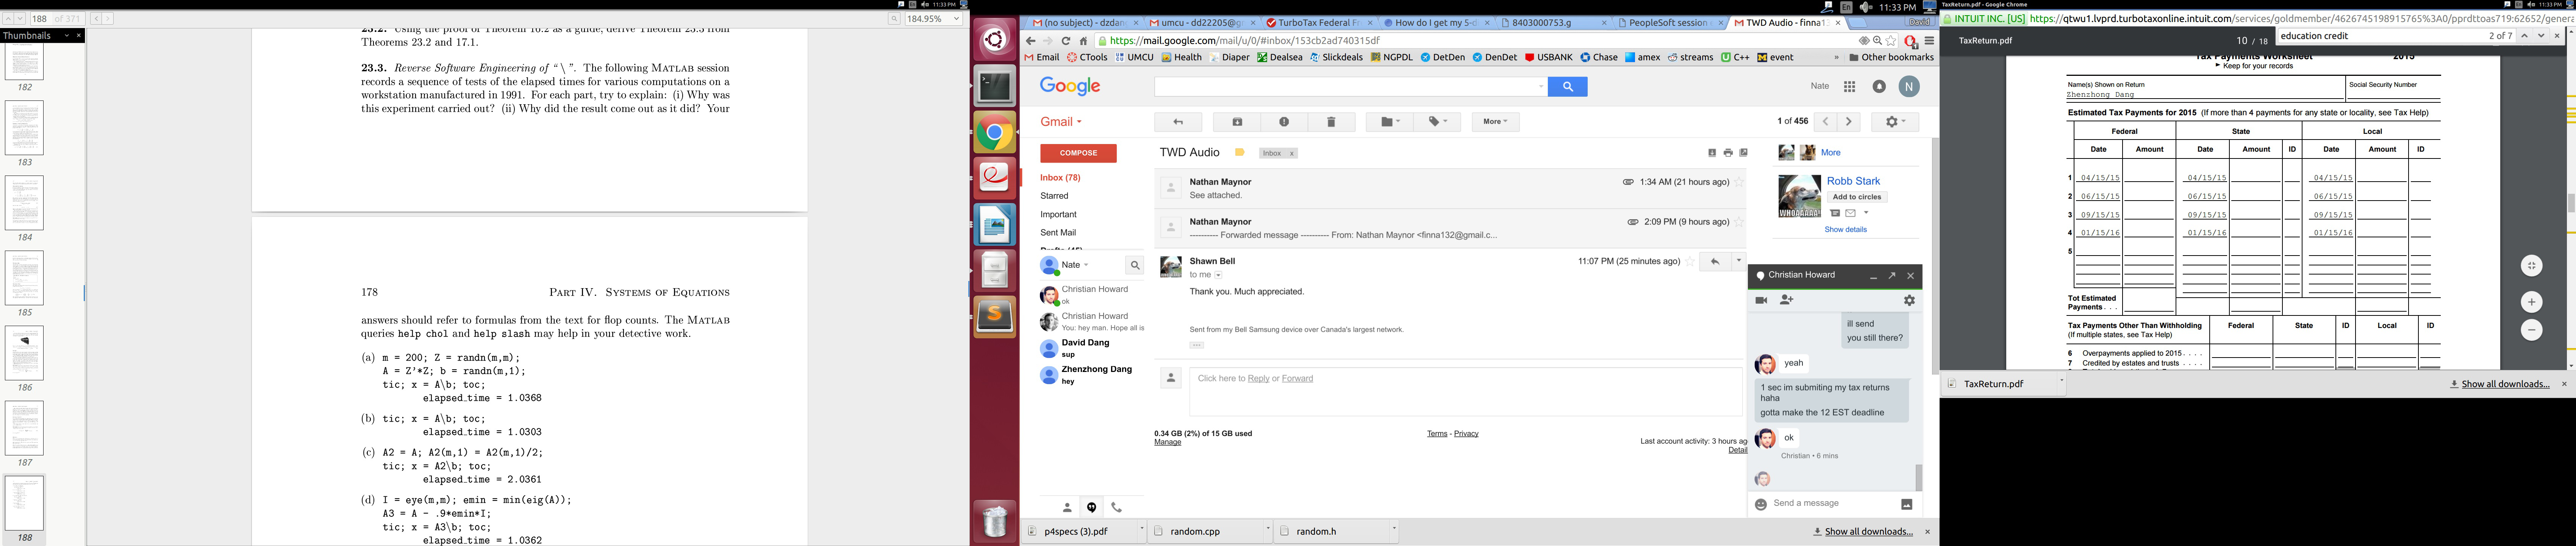 11:33 PM
188 of 371
184.95%
Thumbnails
182
183
184
185
186
187
188
23.2. Using the proof of Theorem 16.2 as a guide, derive Theorem 23.3 from
Theorems 23.2 and 17.1.
23.3. Reverse Software Engineering of "\". The following MATLAB session
records a sequence of tests of the elapsed times for various computations on a
workstation manufactured in 1991. For each part, try to explain: (i) Why was
this experiment carried out? (ii) Why did the result come out as it did? Your
178 PART IV. SYSTEMS OF EQUATIONS
answers should refer to formulas from the text for flop counts. The MATLAB
queries help chol and help slash may help in your detective work.
(a) m = 200; Z = randn(m,m);
A = Z'*Z; b = randn(m,1);
tic; x = A\b; toc;
elapsed_time = 1.0368
(b) tic; x = A\b; toc;
elapsed_time = 1.0303
(c) A2 = A; A2(m,1) = A2(m,1)/2;
tic; x = A2\b; toc;
elapsed_time = 2.0361
(d) I = eye(m,m); emin = min(eig(A));
A3 = A - .9*emin*I;
tic; x = A3\b; toc;
elapsed_time = 1.0362
En 11:33 PM
(no subject) - dzdan
umcu - dd22205@g
TurboTax Federal Fr
How do I get my 5-d
8403000753.g
PeopleSoft session
TWD Audio - finna13
David
https://mail.google.com/mail/u/0/#inbox/153cb2ad740315df
Email CTools UMCU Health Diaper Dealsea Slickdeals NGPDL DetDen DenDet USBANK Chase amex streams C++ event » Other bookmarks
Google
Nate
N
Gmail
More
1 of 456
COMPOSE
Inbox (78)
Starred
Important
Sent Mail
Nate
Christian Howard
ok
Christian Howard
You: hey man. Hope all is
David Dang
sup
Zhenzhong Dang
hey
TWD Audio
Inbox x
Nathan Maynor 1:34 AM (21 hours ago)
See attached.
Nathan Maynor 2:09 PM (9 hours ago)
---------- Forwarded message ---------- From: Nathan Maynor <finna132@gmail.c...
Shawn Bell 11:07 PM (25 minutes ago)
to me
Thank you. Much appreciated.
Sent from my Bell Samsung device over Canada's largest network.
Click here to Reply or Forward
0.34 GB (2%) of 15 GB used
Manage
Terms - Privacy
Last account activity: 3 hours ag
Detail
More
WHOAAAAA
Robb Stark
Add to circles
Show details
Christian Howard
ill send
you still there?
yeah
1 sec im submiting my tax returns
haha
gotta make the 12 EST deadline
ok
Christian • 6 mins
Send a message
p4specs (3).pdf
random.cpp
random.h
Show all downloads...
TaxReturn.pdf - Google Chrome
11:33 PM
INTUIT INC. [US] https://qtwu1.lvprd.turbotaxonline.intuit.com/services/goldmember/4626745198915765%3A0/pprdttoas719:62652/genera
TaxReturn.pdf
10 / 18
education credit 2 of 7
Tax Payments Worksheet 2015
Keep for your records
Name(s) Shown on Return Social Security Number
Zhenzhong Dang
Estimated Tax Payments for 2015 (If more than 4 payments for any state or locality, see Tax Help)
Federal State Local
Date Amount Date Amount ID Date Amount ID
1 04/15/15 04/15/15 04/15/15
2 06/15/15 06/15/15 06/15/15
3 09/15/15 09/15/15 09/15/15
4 01/15/16 01/15/16 01/15/16
5
Tot Estimated
Payments . . .
Tax Payments Other Than Withholding Federal State ID Local ID
(If multiple states, see Tax Help)
6 Overpayments applied to 2015 . . . .
7 Credited by estates and trusts . . .
TaxReturn.pdf
Show all downloads...